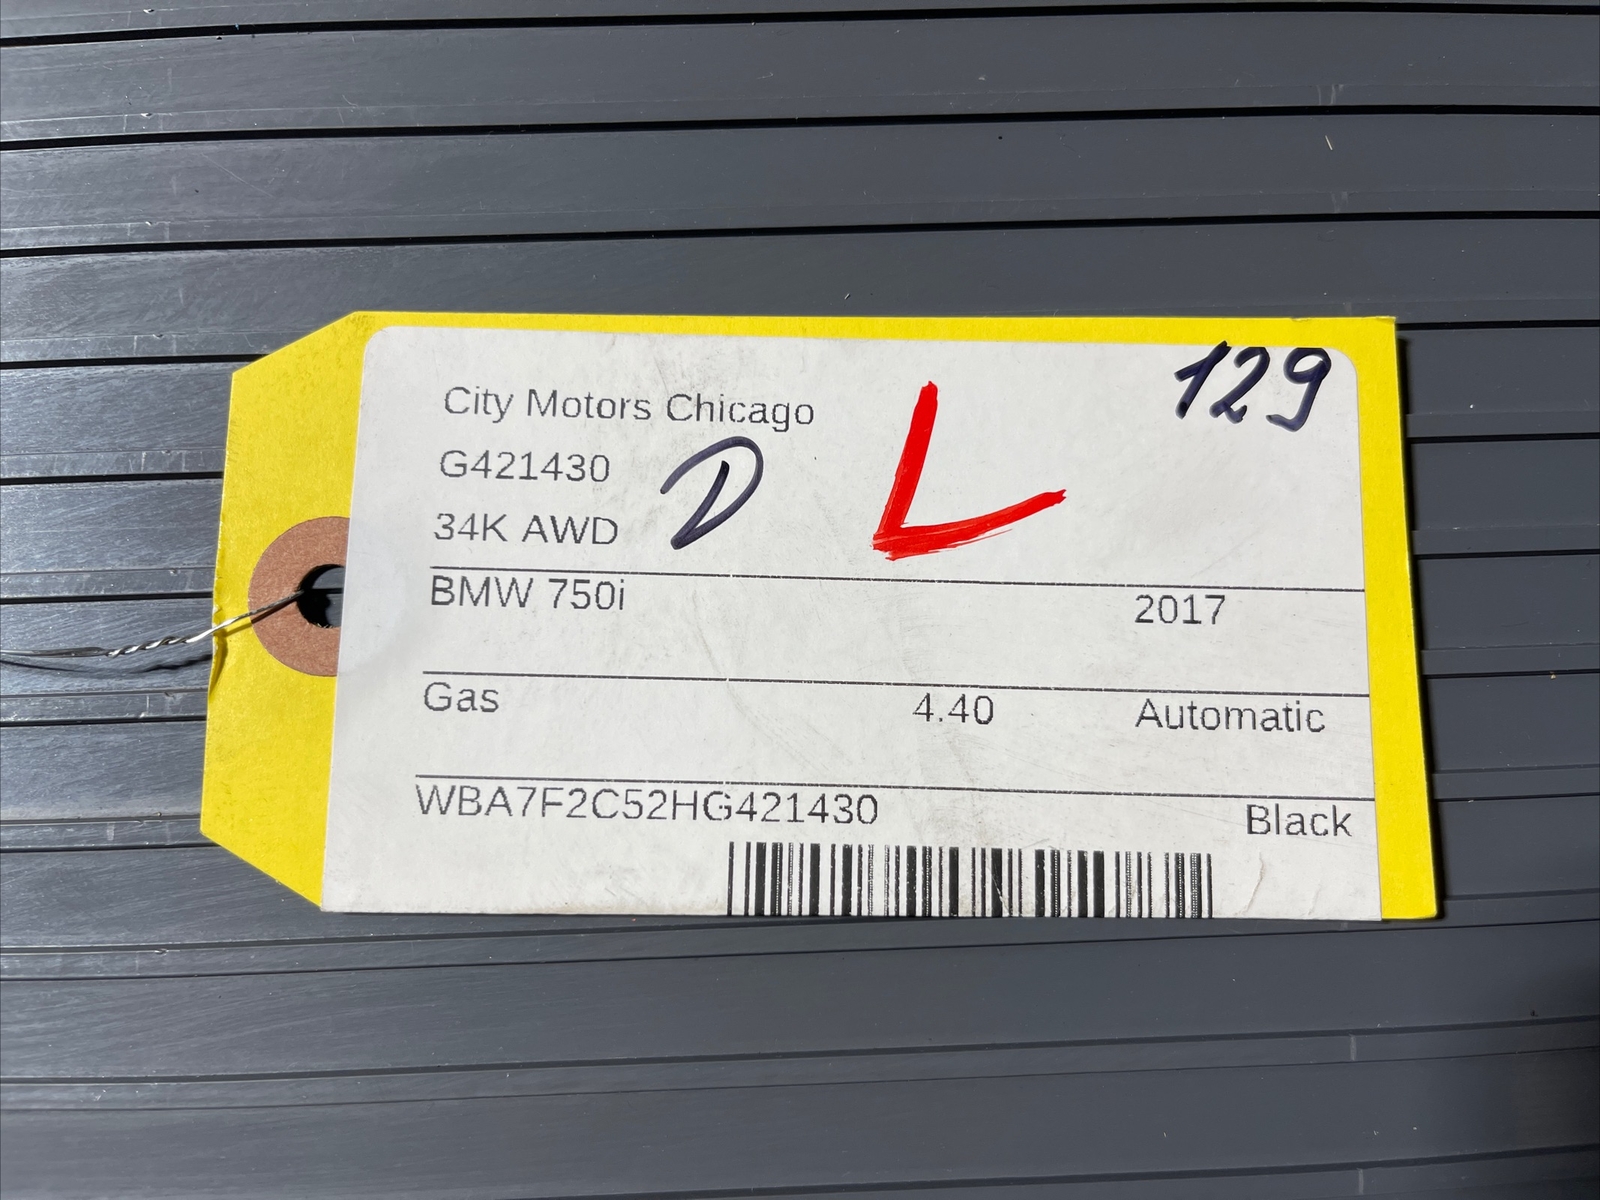 129
City Motors Chicago
G421430 D L
34K AWD
BMW 750i 2017
Gas 4.40 Automatic
WBA7F2C52HG421430 Black